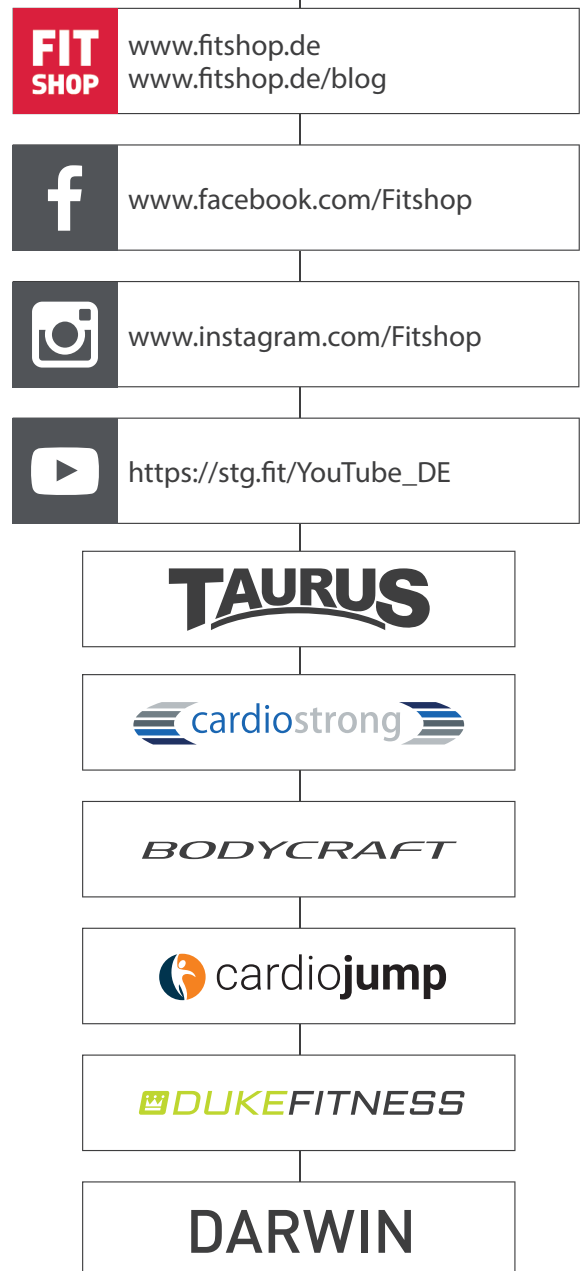 FIT
SHOP
www.fitshop.de
www.fitshop.de/blog
f
www.facebook.com/Fitshop
www.instagram.com/Fitshop
https://stg.fit/YouTube_DE
TAURUS
cardiostrong
BODYCRAFT
cardiojump
DUKEFITNESS
DARWIN